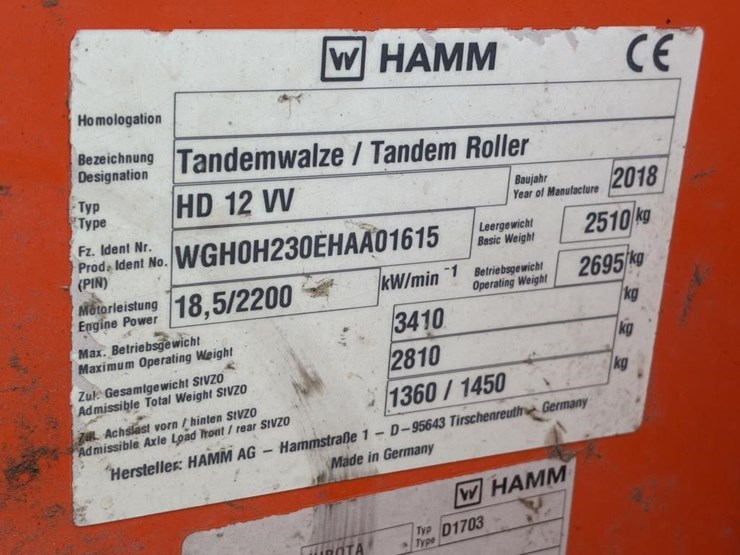 HAMM CE
Homologation
Bezeichnung
Designation
Tandemwalze / Tandem Roller
Typ
Type
HD 12 VV
Baujahr
Year of Manufacture
2018
Fz. Ident Nr.
Prod. Ident No.
(PIN)
WGH0H230EHAA01615
Leergewicht
Basic Weight
2510 kg
Motorleistung
Engine Power
18,5/2200
kW/min -1
Betriebsgewicht
Operating Weight
2695 kg
Max. Betriebsgewicht
Maximum Operating Weight
3410 kg
Zul. Gesamtgewicht StVZO
Admissible Total Weight StVZO
2810 kg
Zul. Achslast vorn / hinten StVZO
Admissible Axle Load front / rear StVZO
1360 / 1450 kg
Hersteller: HAMM AG – Hammstraße 1 – D–95643 Tirschenreuth – Germany
Made in Germany
HAMM
KUBOTA
Typ
Type
D1703